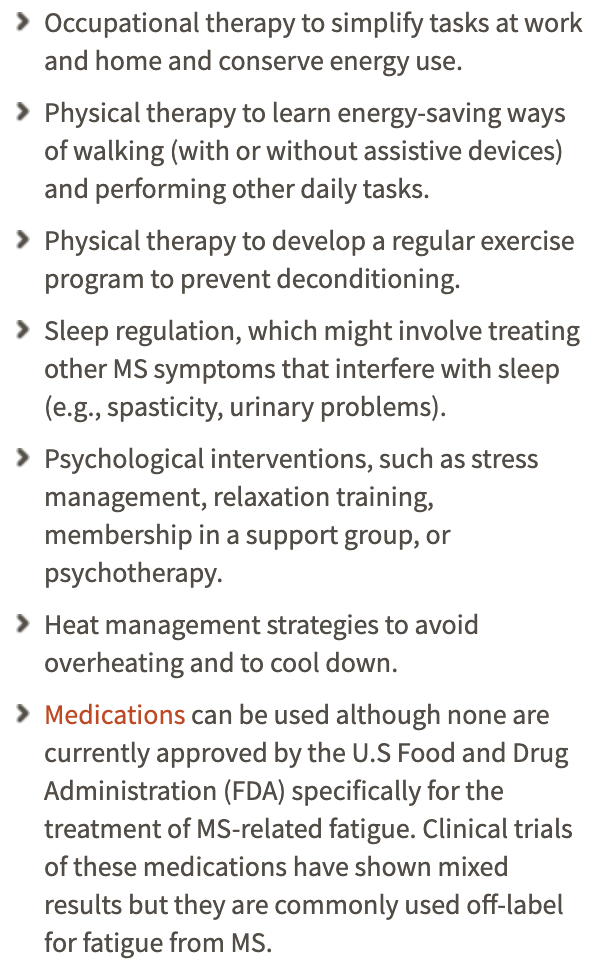 Occupational therapy to simplify tasks at work
and home and conserve energy use.
Physical therapy to learn energy-saving ways
of walking (with or without assistive devices)
and performing other daily tasks.
Physical therapy to develop a regular exercise
program to prevent deconditioning.
Sleep regulation, which might involve treating
other MS symptoms that interfere with sleep
(e.g., spasticity, urinary problems).
Psychological interventions, such as stress
management, relaxation training,
membership in a support group, or
psychotherapy.
Heat management strategies to avoid
overheating and to cool down.
Medications can be used although none are
currently approved by the U.S Food and Drug
Administration (FDA) specifically for the
treatment of MS-related fatigue. Clinical trials
of these medications have shown mixed
results but they are commonly used off-label
for fatigue from MS.